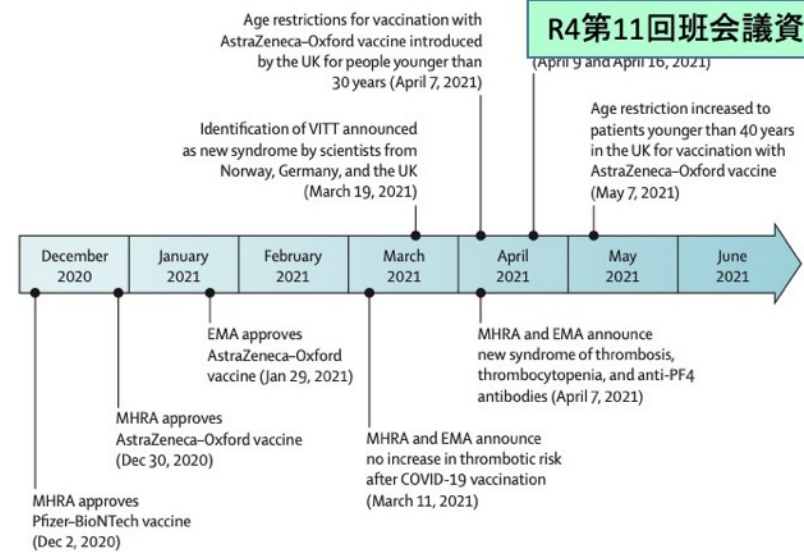 Age restrictions for vaccination with
AstraZeneca–Oxford vaccine introduced
by the UK for people younger than
30 years (April 7, 2021)
R4第11回班会議資
(April 9 and April 16, 2021)
Identification of VITT announced
as new syndrome by scientists from
Norway, Germany, and the UK
(March 19, 2021)
Age restriction increased to
patients younger than 40 years
in the UK for vaccination with
AstraZeneca–Oxford vaccine
(May 7, 2021)
December
2020
January
2021
February
2021
March
2021
April
2021
May
2021
June
2021
EMA approves
AstraZeneca–Oxford
vaccine (Jan 29, 2021)
MHRA and EMA announce
new syndrome of thrombosis,
thrombocytopenia, and anti-PF4
antibodies (April 7, 2021)
MHRA approves
AstraZeneca–Oxford vaccine
(Dec 30, 2020)
MHRA and EMA announce
no increase in thrombotic risk
after COVID-19 vaccination
(March 11, 2021)
MHRA approves
Pfizer–BioNTech vaccine
(Dec 2, 2020)